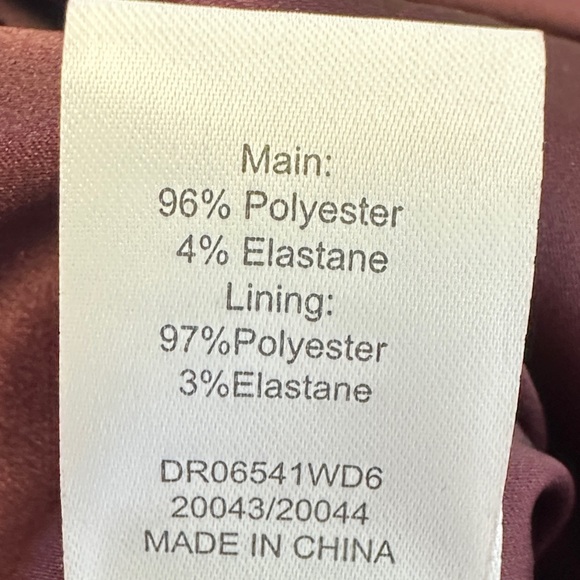 Main:
96% Polyester
4% Elastane
Lining:
97%Polyester
3%Elastane
DR06541WD6
20043/20044
MADE IN CHINA